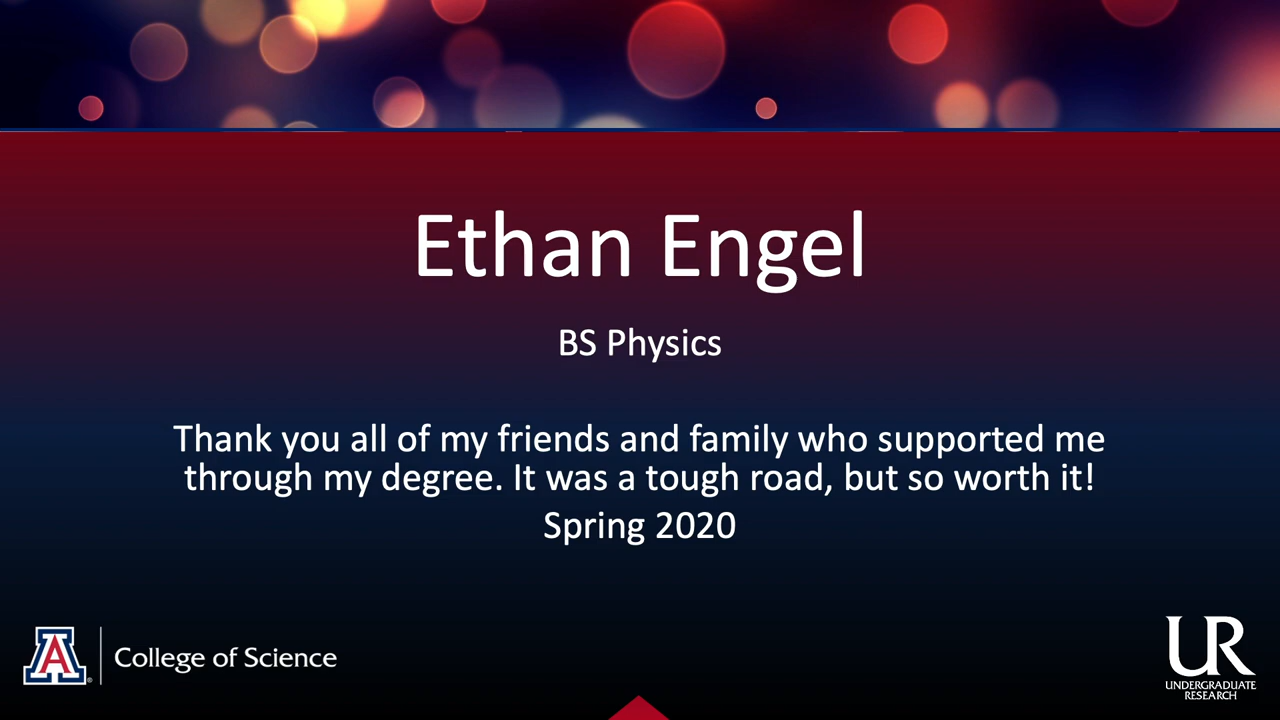 Ethan Engel
BS Physics
Thank you all of my friends and family who supported me
through my degree. It was a tough road, but so worth it!
Spring 2020
A College of Science
UR
UNDERGRADUATE
RESEARCH